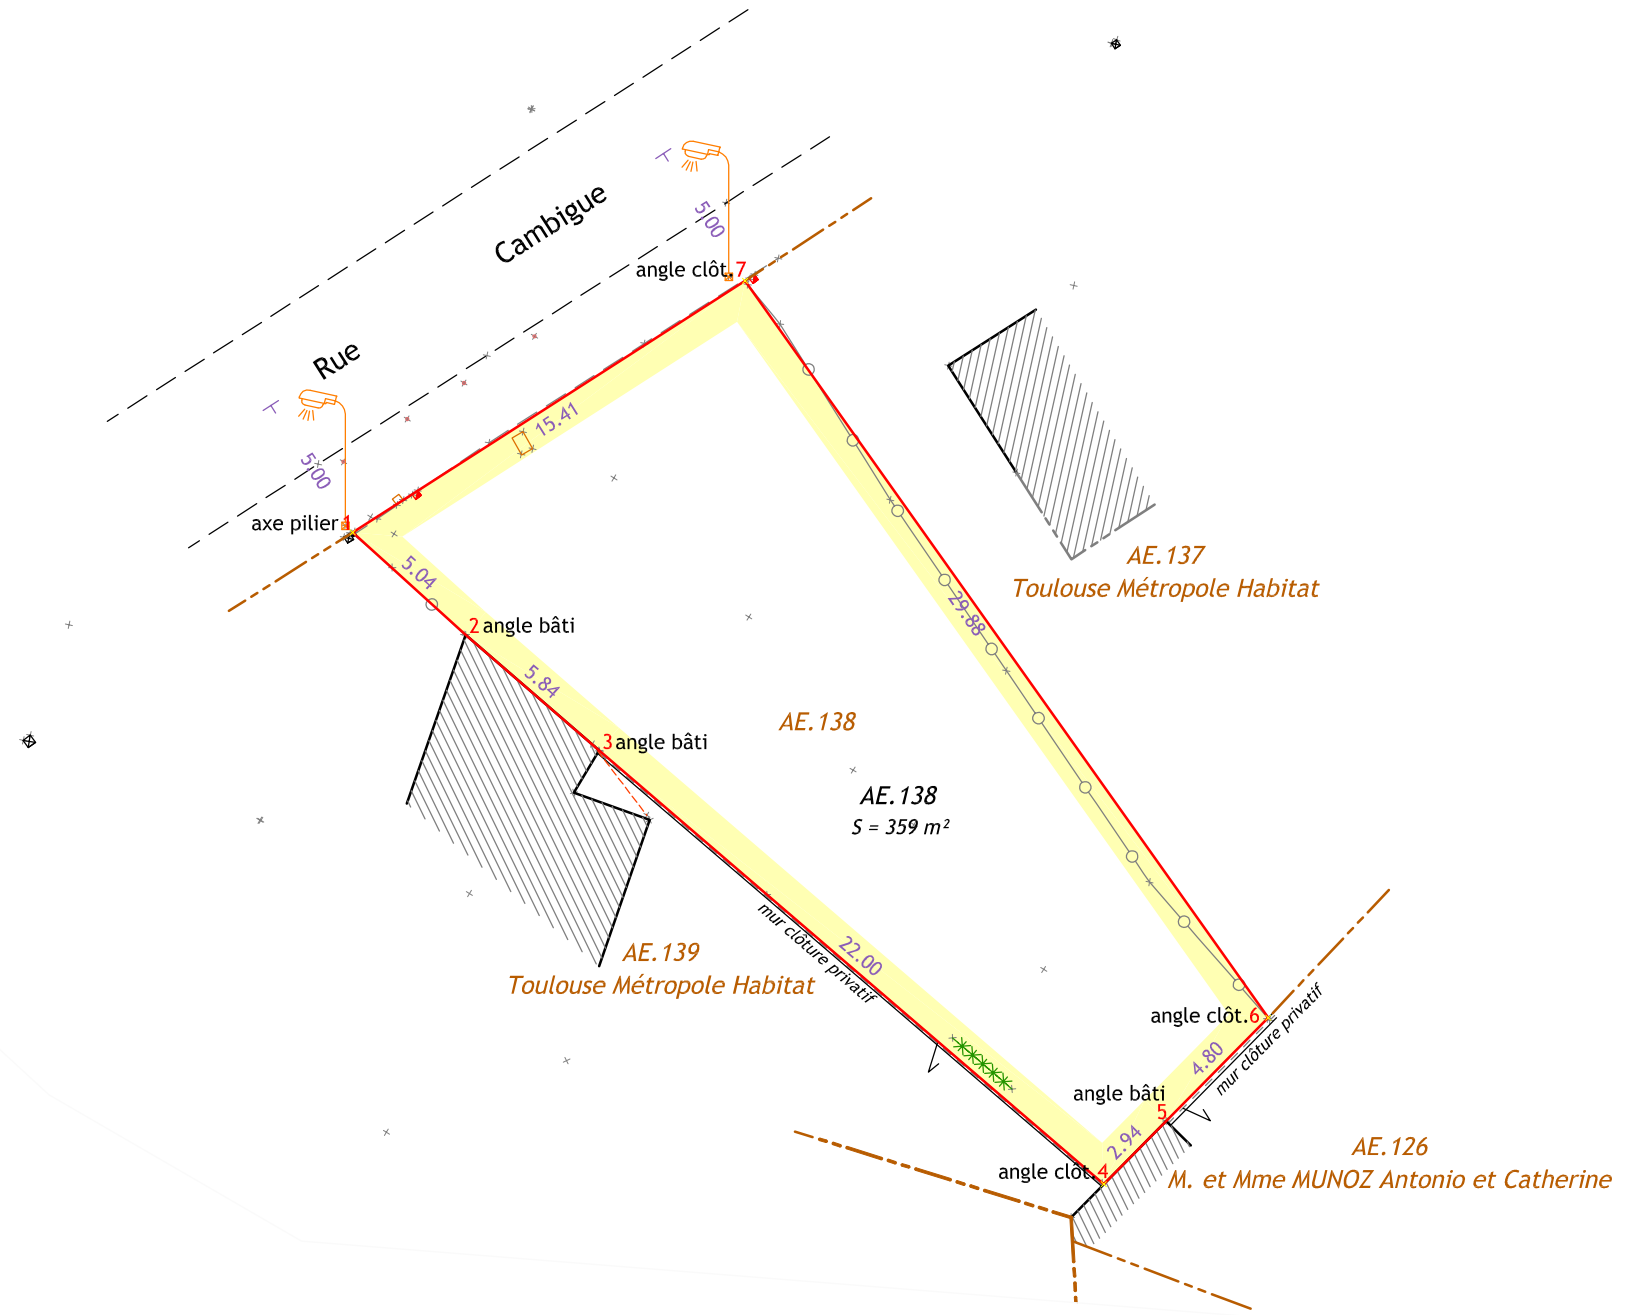 Cambigue
Rue
5.00
angle clôt.7
5.00
15.41
axe pilier 1
5.04
2 angle bâti
5.84
3 angle bâti
29.88
AE.137
Toulouse Métropole Habitat
AE.138
AE.138
S = 359 m²
mur clôture privatif
22.00
AE.139
Toulouse Métropole Habitat
angle clôt.6
4.80
mur clôture privatif
angle bâti
5
2.94
angle clôt.4
AE.126
M. et Mme MUNOZ Antonio et Catherine